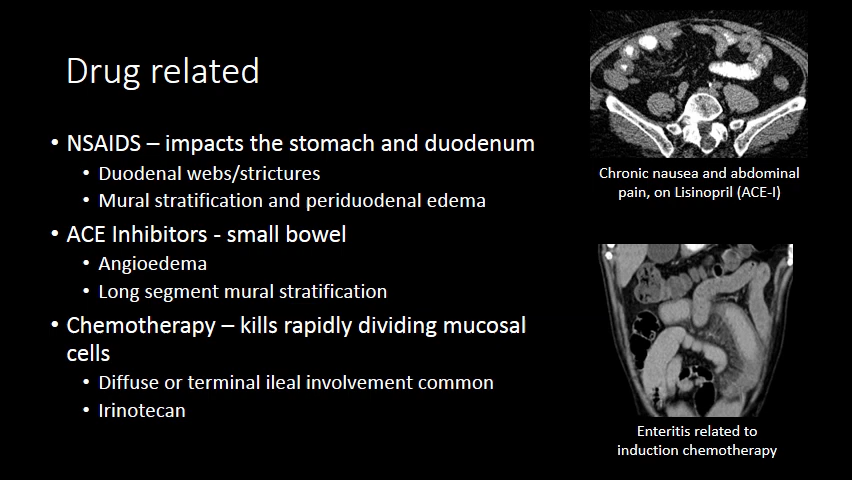 Drug related
• NSAIDS – impacts the stomach and duodenum
• Duodenal webs/strictures
• Mural stratification and periduodenal edema
• ACE Inhibitors - small bowel
• Angioedema
• Long segment mural stratification
• Chemotherapy – kills rapidly dividing mucosal
cells
• Diffuse or terminal ileal involvement common
• Irinotecan
Chronic nausea and abdominal
pain, on Lisinopril (ACE-I)
Enteritis related to
induction chemotherapy